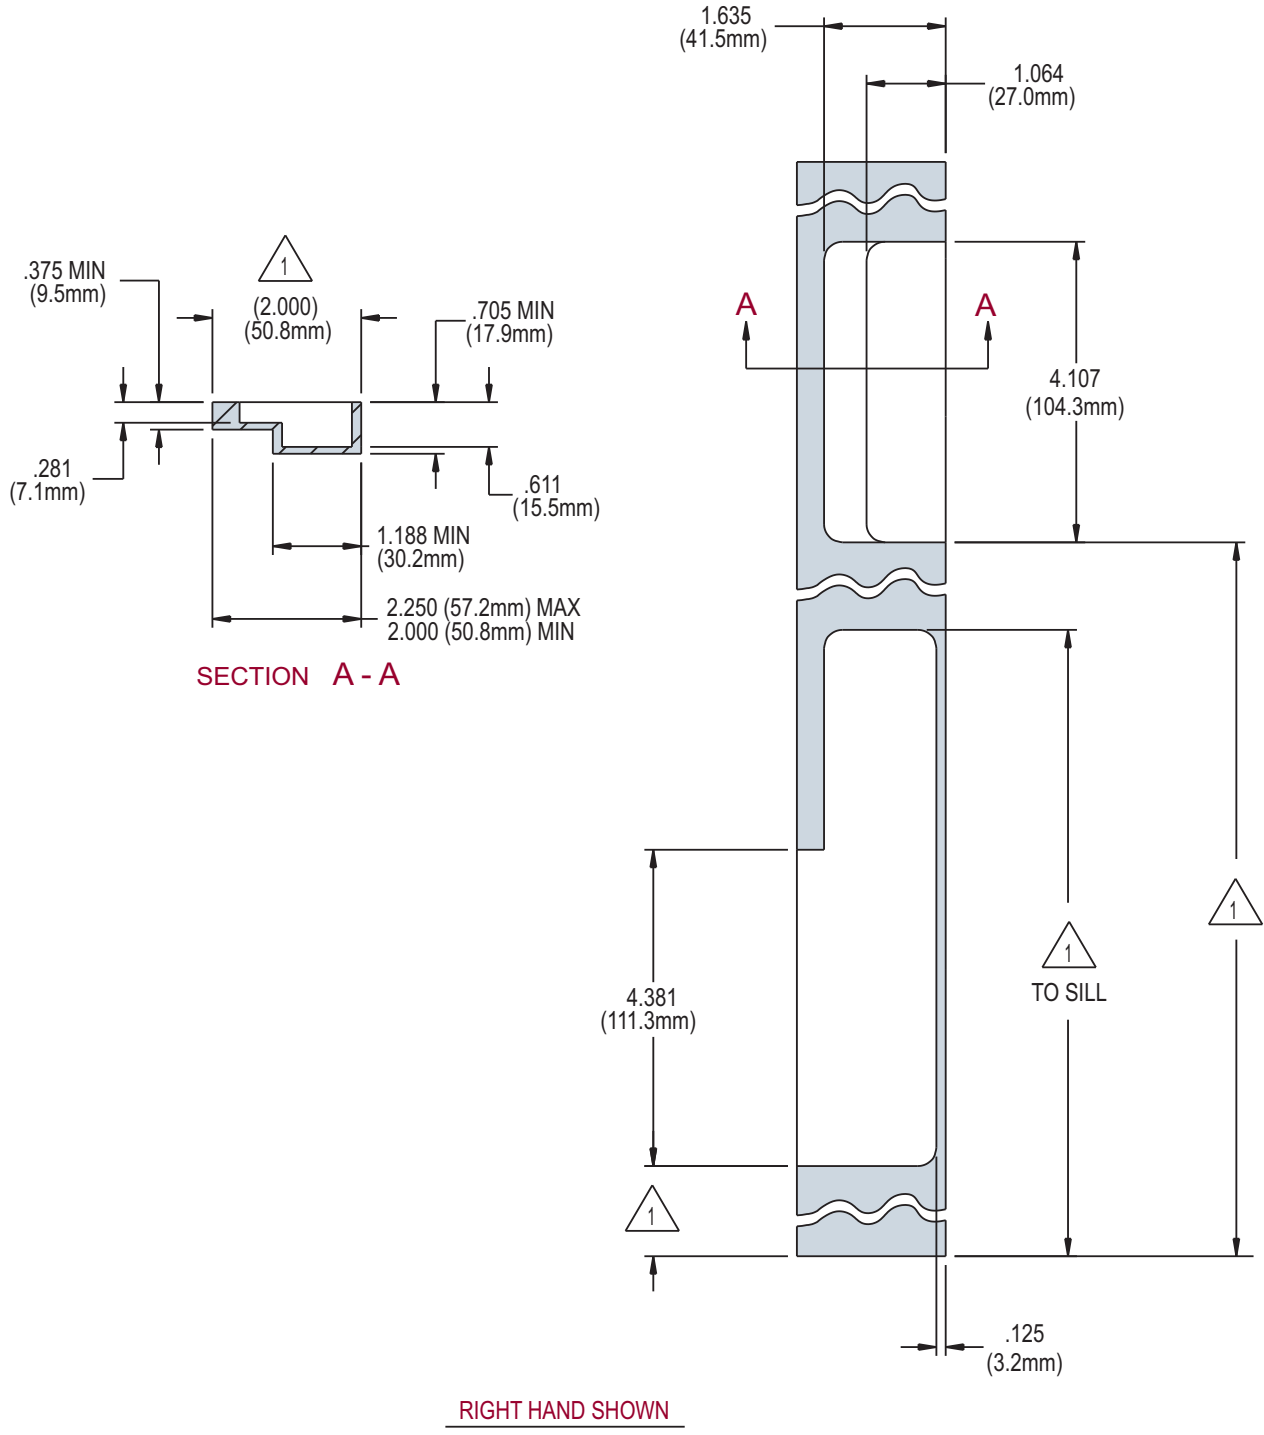 1.635
(41.5mm)
1.064
(27.0mm)
.375 MIN
(9.5mm)
1
(2.000)
(50.8mm)
.705 MIN
(17.9mm)
A
A
4.107
(104.3mm)
.281
(7.1mm)
.611
(15.5mm)
1.188 MIN
(30.2mm)
2.250 (57.2mm) MAX
2.000 (50.8mm) MIN
SECTION A - A
1
1
TO SILL
4.381
(111.3mm)
1
.125
(3.2mm)
RIGHT HAND SHOWN